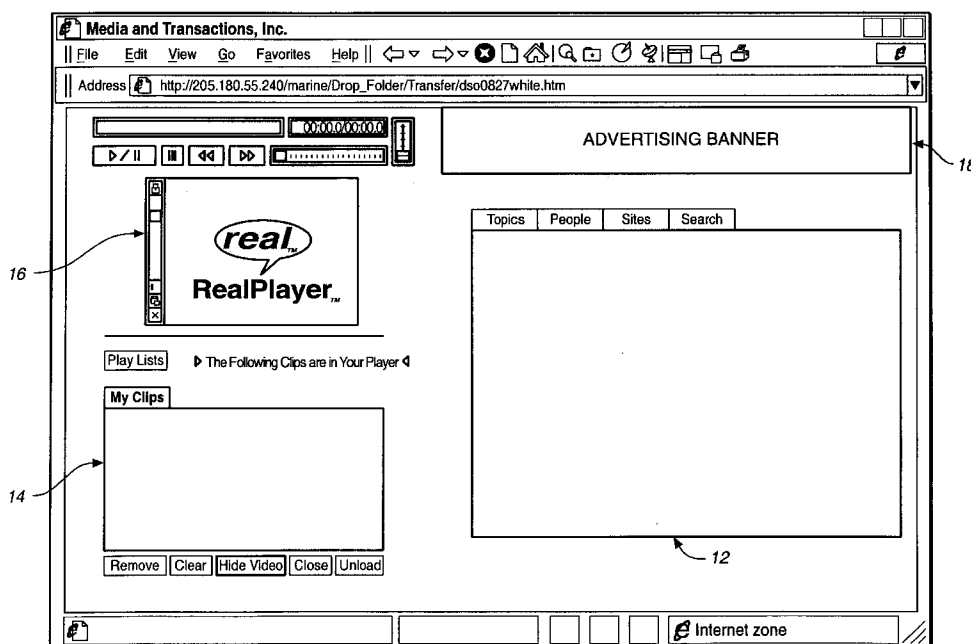 Media and Transactions, Inc.
File Edit View Go Favorites Help
Address http://205.180.55.240/marine/Drop_Folder/Transfer/dso0827white.htm
00:00.0/00:00.0
ADVERTISING BANNER
18
Topics People Sites Search
16
real™
RealPlayer™
Play Lists The Following Clips are in Your Player
My Clips
14
12
Remove Clear Hide Video Close Unload
Internet zone